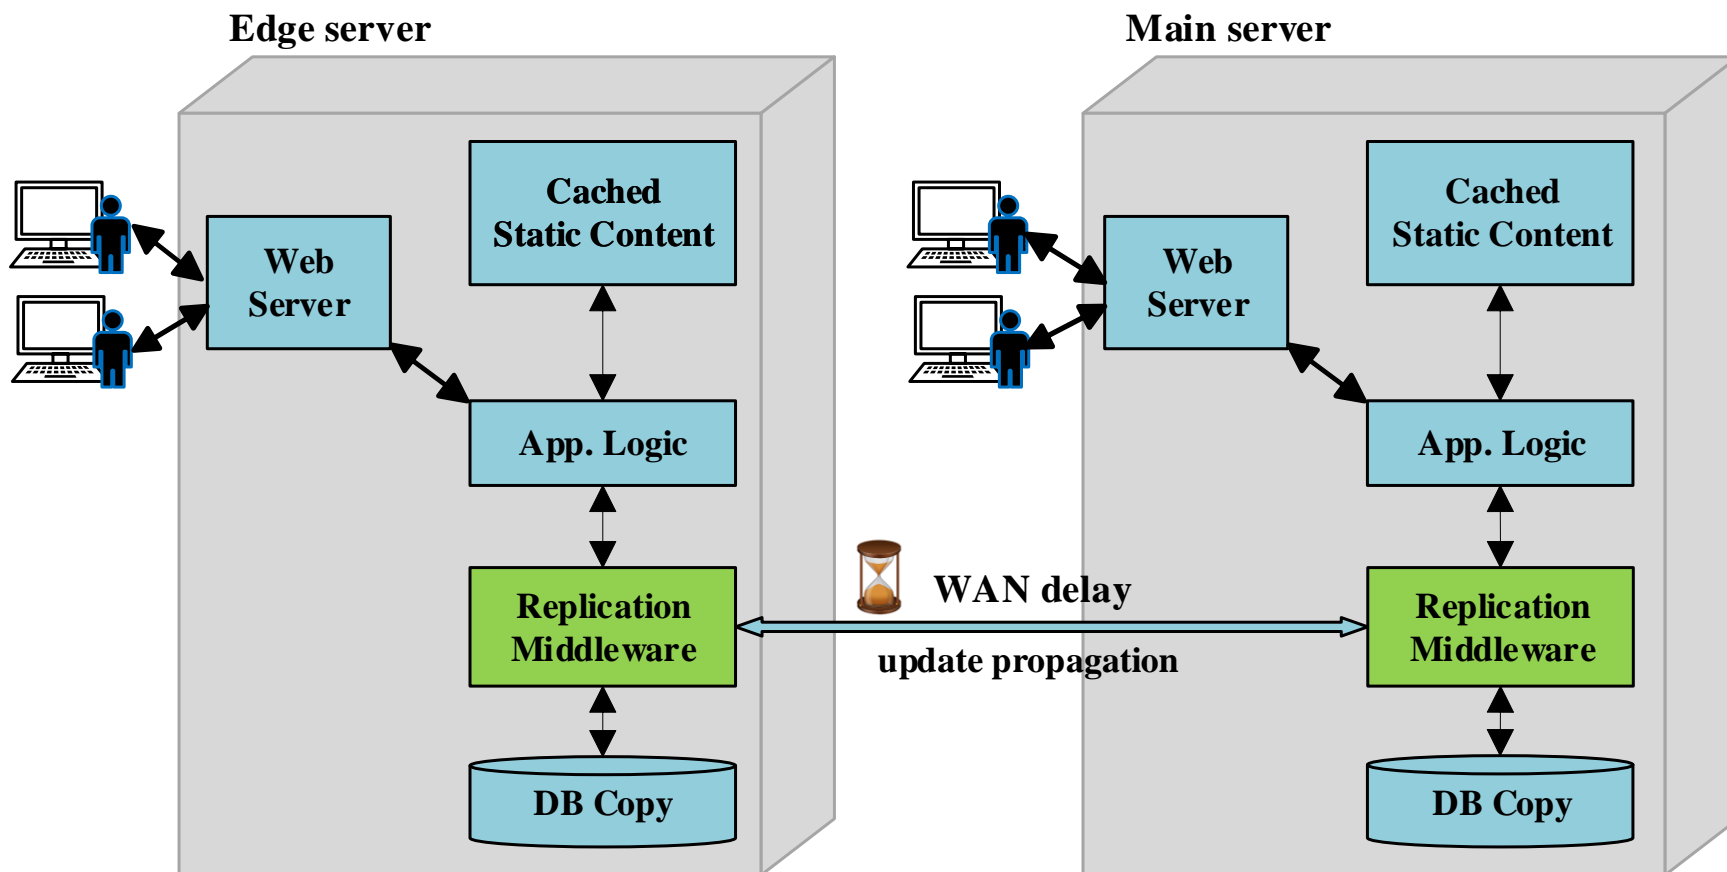 Edge server
Cached
Static Content
Web
Server
App. Logic
Replication
Middleware
DB Copy
WAN delay
update propagation
Main server
Cached
Static Content
Web
Server
App. Logic
Replication
Middleware
DB Copy